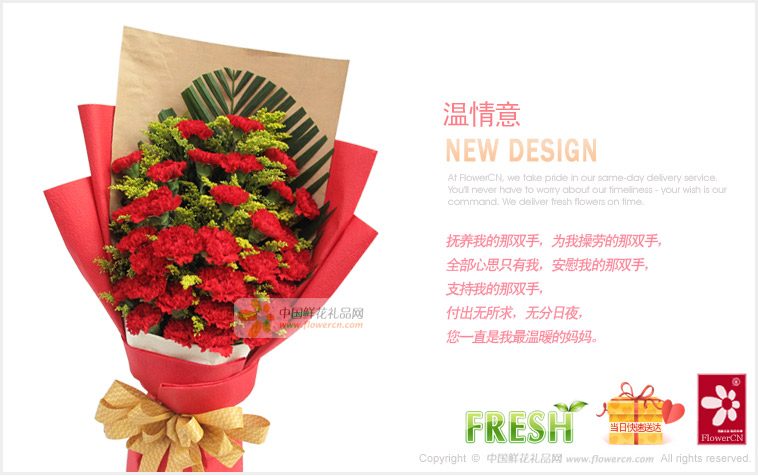 温情意
NEW DESIGN
At FlowerCN, we take pride in our same-day delivery service.
You'll never have to worry about our timeliness - your wish is our
command. We deliver fresh flowers on time.
抚养我的那双手，为我操劳的那双手，
全部心思只有我，安慰我的那双手，
支持我的那双手，
付出无所求，无分日夜，
您一直是我最温暖的妈妈。
中国鲜花礼品网
www.flowercn.com
FRESH
当日快速送达
FlowerCN
Copyright © 中国鲜花礼品网 www.flowercn.com All rights reserved.